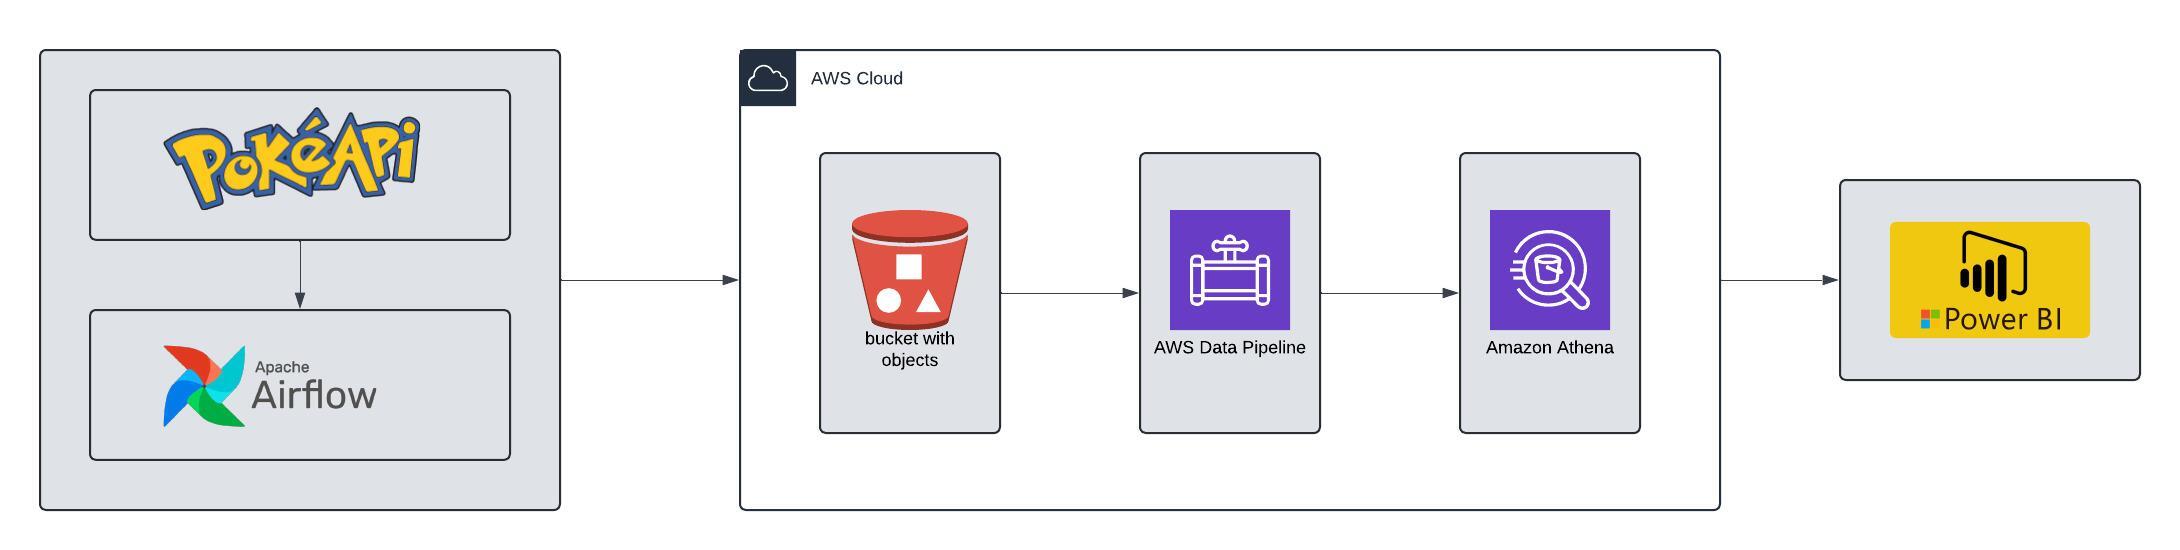 PokéApi
Apache
Airflow
AWS Cloud
bucket with
objects
AWS Data Pipeline
Amazon Athena
Power BI